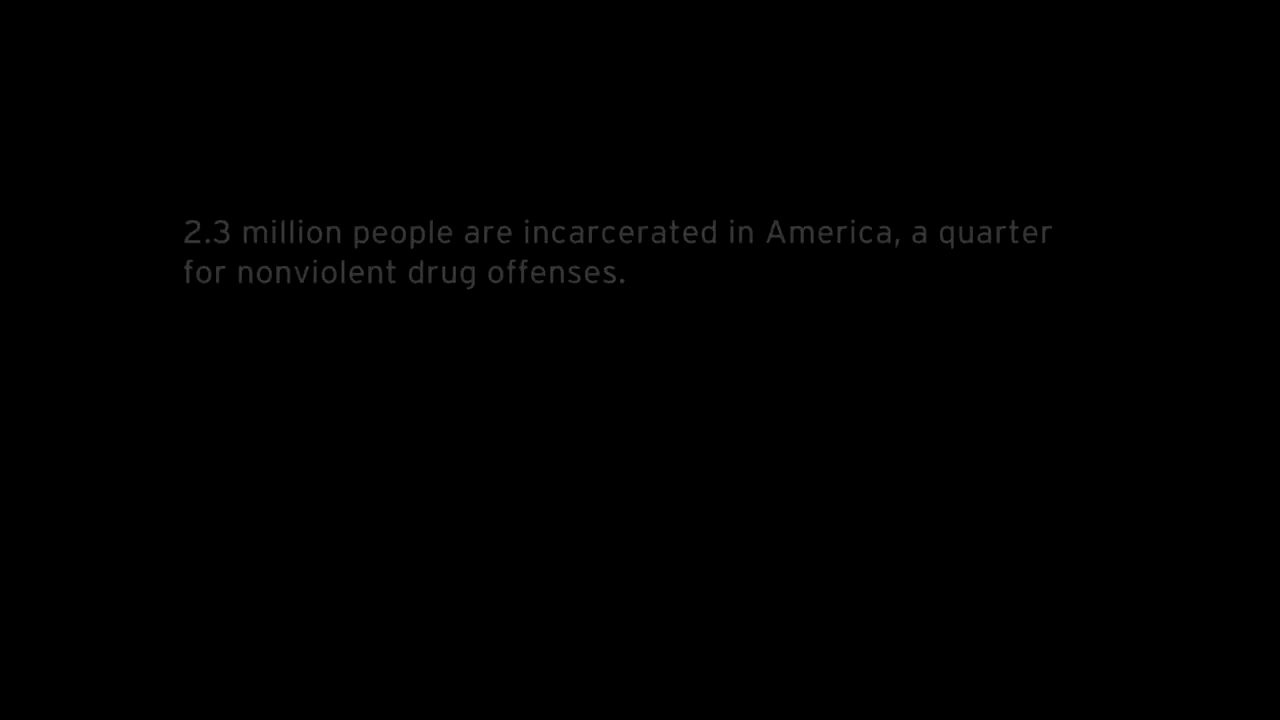 2.3 million people are incarcerated in America, a quarter
for nonviolent drug offenses.